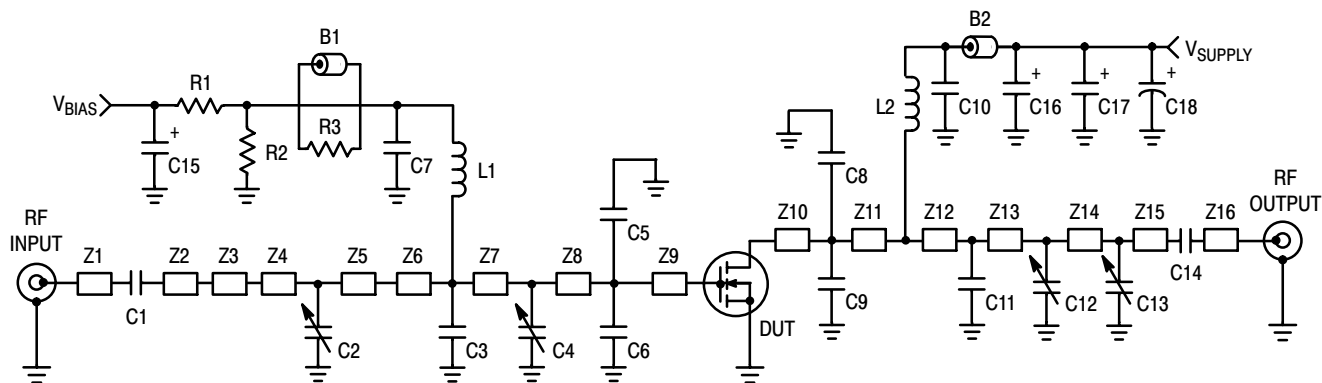 B2
B1
V_SUPPLY
R1
+
+
+
V_BIAS
L2
C10
C16
C17
C18
+
R3
R2
C15
C7
L1
C8
RF
INPUT
C5
Z10
Z11
Z12
Z13
Z14
Z15
Z16
RF
OUTPUT
Z1
Z2
Z3
Z4
Z5
Z6
Z7
Z8
Z9
C14
C9
C11
C12
C13
C1
DUT
C2
C3
C4
C6